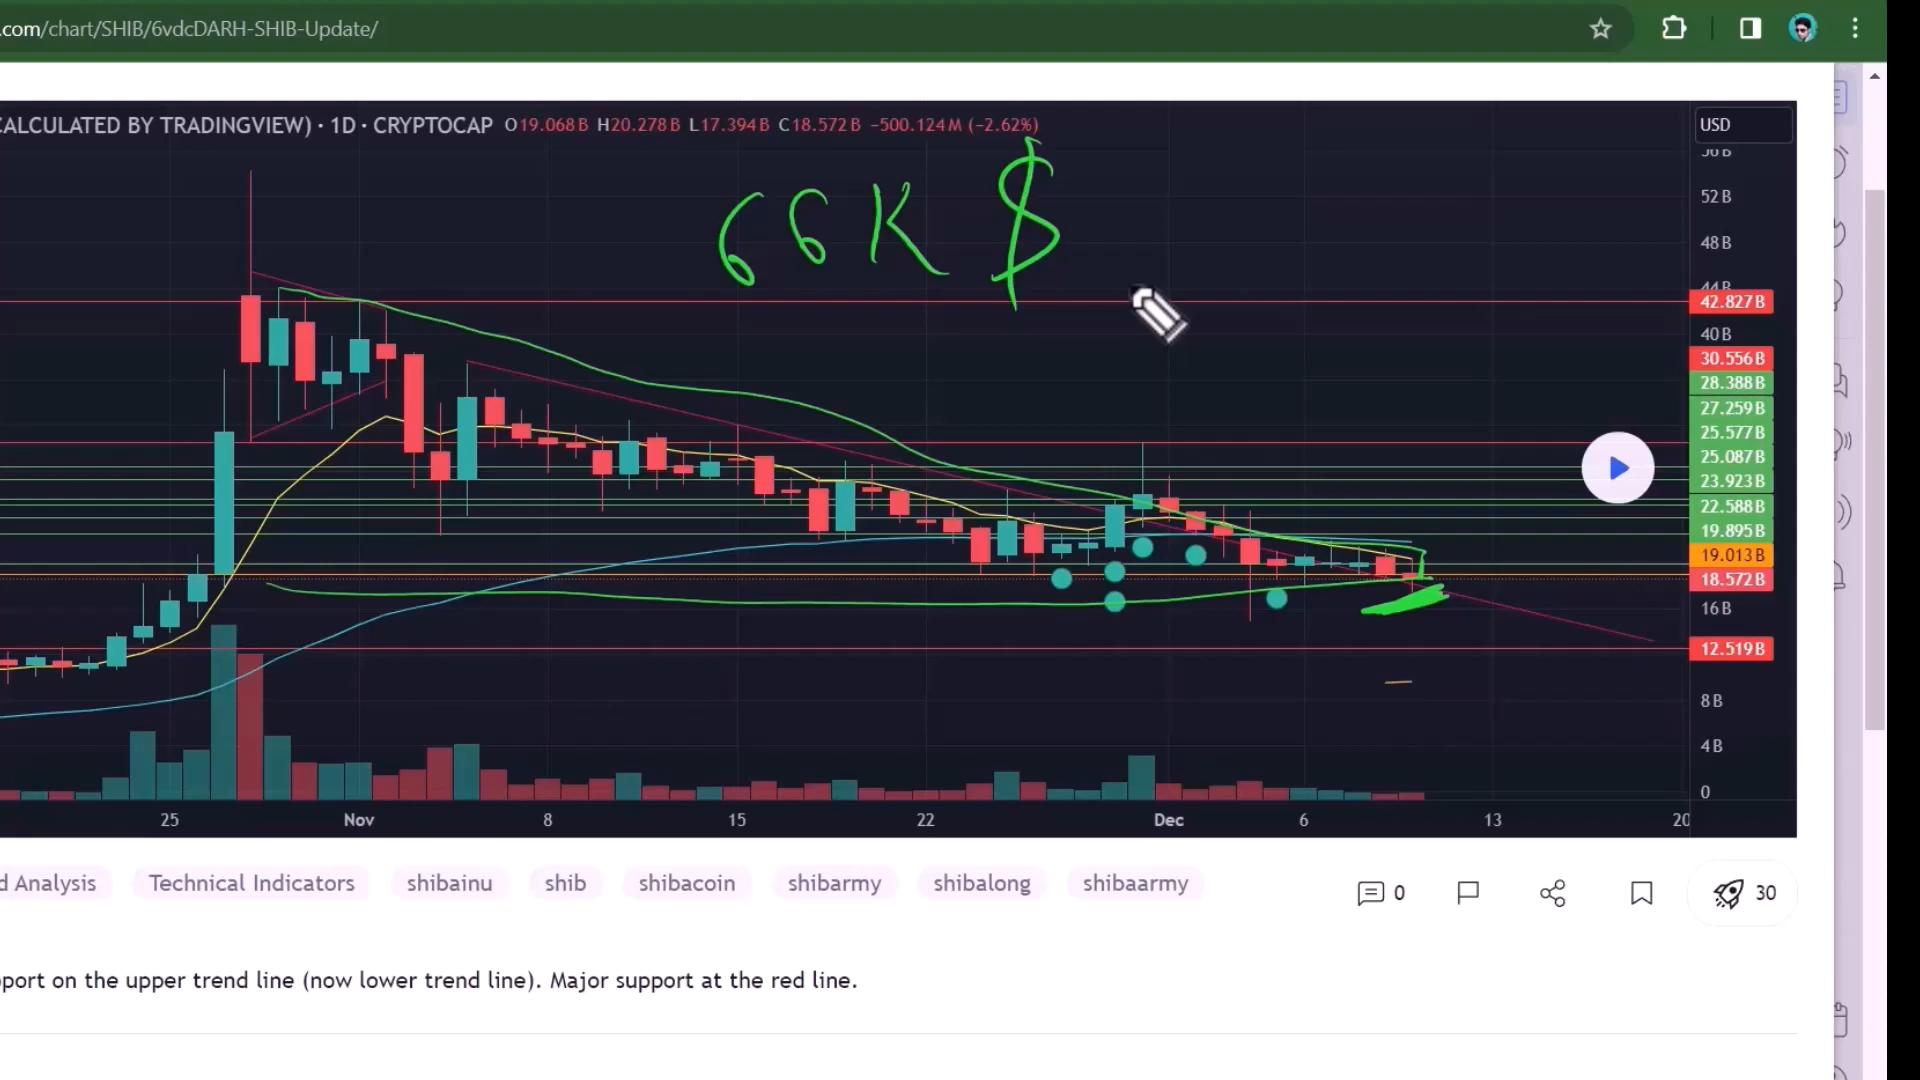 .com/chart/SHIB/6vdcDARH-SHIB-Update/
CALCULATED BY TRADINGVIEW) · 1D · CRYPTOCAP O19.068B H20.278B L17.394B C18.572B −500.124M (−2.62%)
USD
56B
52B
66K $
48B
44B
42.827B
40B
30.556B
28.388B
27.259B
25.577B
25.087B
23.923B
22.588B
19.895B
19.013B
18.572B
16B
12.519B
8B
4B
0
25 Nov 8 15 22 Dec 6 13 20
d Analysis Technical Indicators shibainu shib shibacoin shibarmy shibalong shibaarmy 0 30
pport on the upper trend line (now lower trend line). Major support at the red line.